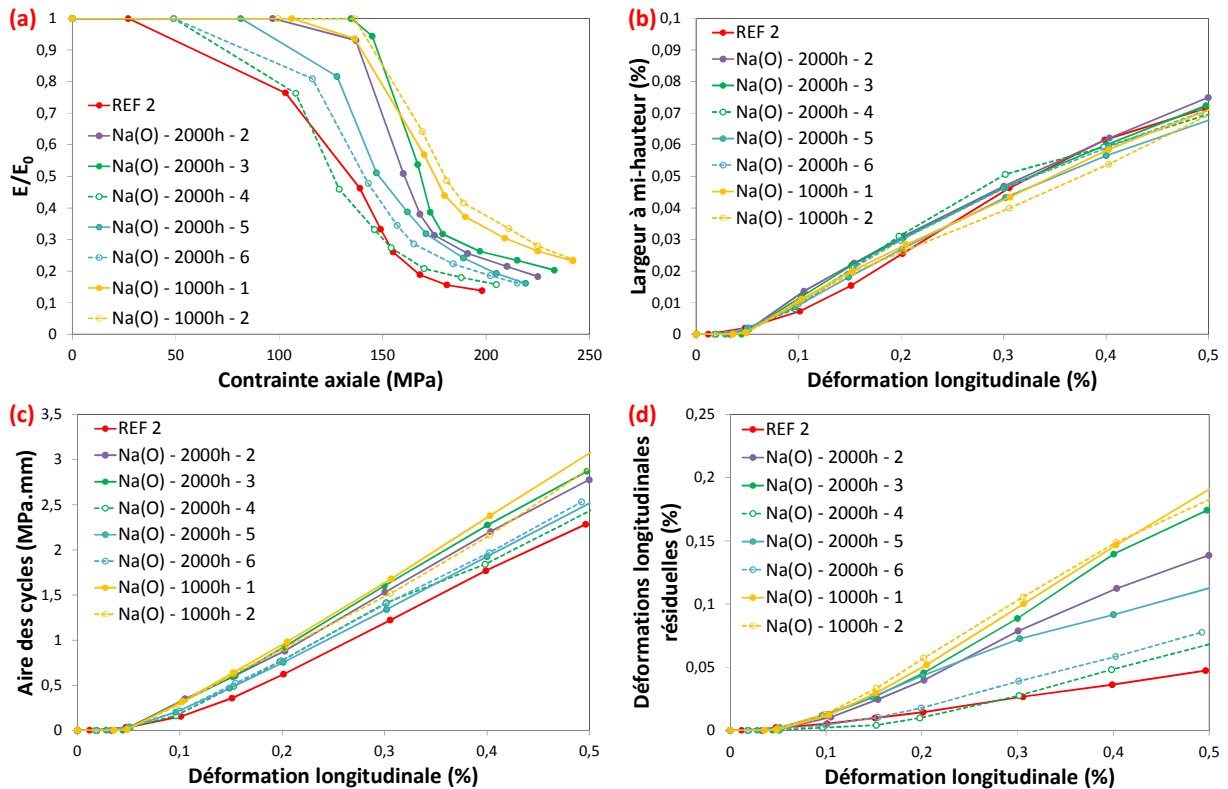 (a)
E/E₀
1
0,9
0,8
0,7
0,6
0,5
0,4
0,3
0,2
0,1
0
REF 2
Na(O) - 2000h - 2
Na(O) - 2000h - 3
Na(O) - 2000h - 4
Na(O) - 2000h - 5
Na(O) - 2000h - 6
Na(O) - 1000h - 1
Na(O) - 1000h - 2
0 50 100 150 200 250
Contrainte axiale (MPa)
(b)
Largeur à mi-hauteur (%)
0,1
0,09
0,08
0,07
0,06
0,05
0,04
0,03
0,02
0,01
0
REF 2
Na(O) - 2000h - 2
Na(O) - 2000h - 3
Na(O) - 2000h - 4
Na(O) - 2000h - 5
Na(O) - 2000h - 6
Na(O) - 1000h - 1
Na(O) - 1000h - 2
0 0,1 0,2 0,3 0,4 0,5
Déformation longitudinale (%)
(c)
Aire des cycles (MPa.mm)
3,5
3
2,5
2
1,5
1
0,5
0
REF 2
Na(O) - 2000h - 2
Na(O) - 2000h - 3
Na(O) - 2000h - 4
Na(O) - 2000h - 5
Na(O) - 2000h - 6
Na(O) - 1000h - 1
Na(O) - 1000h - 2
0 0,1 0,2 0,3 0,4 0,5
Déformation longitudinale (%)
(d)
Déformations longitudinales
résiduelles (%)
0,25
0,2
0,15
0,1
0,05
0
REF 2
Na(O) - 2000h - 2
Na(O) - 2000h - 3
Na(O) - 2000h - 4
Na(O) - 2000h - 5
Na(O) - 2000h - 6
Na(O) - 1000h - 1
Na(O) - 1000h - 2
0 0,1 0,2 0,3 0,4 0,5
Déformation longitudinale (%)